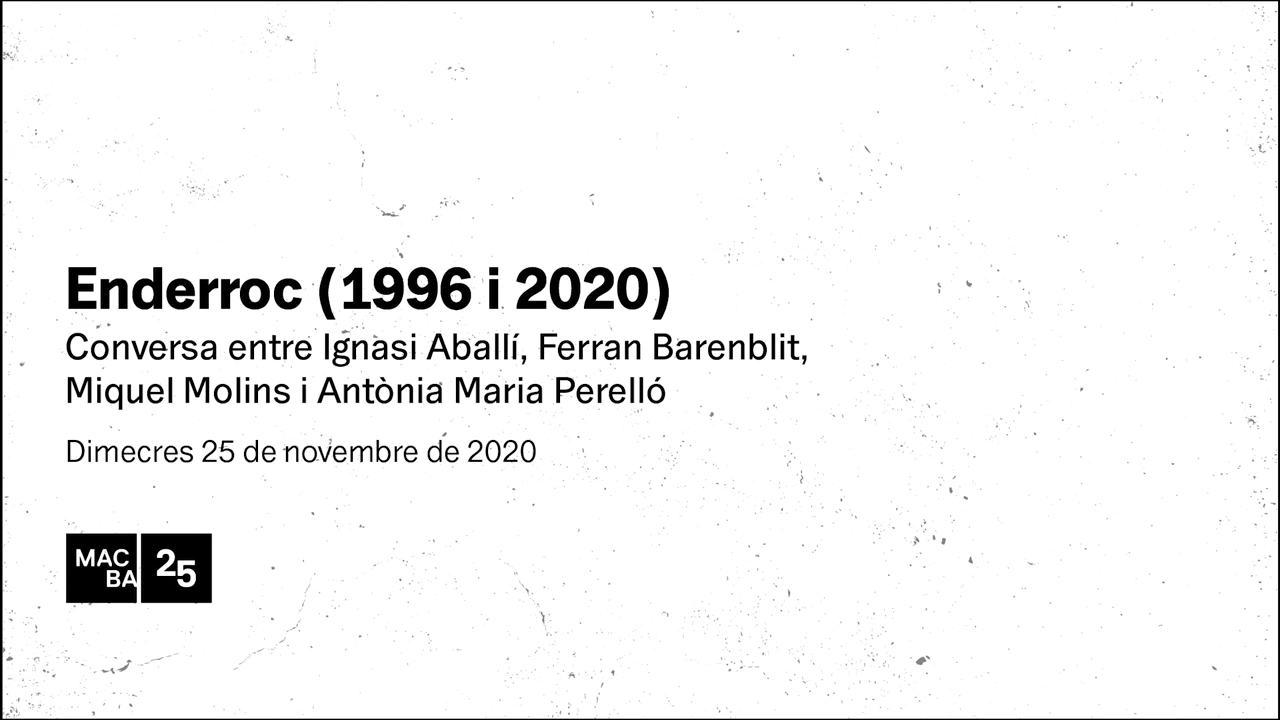 Enderroc (1996 i 2020)
Conversa entre Ignasi Aballí, Ferran Barenblit,
Miquel Molins i Antònia Maria Perelló
Dimecres 25 de novembre de 2020
MAC
BA
25